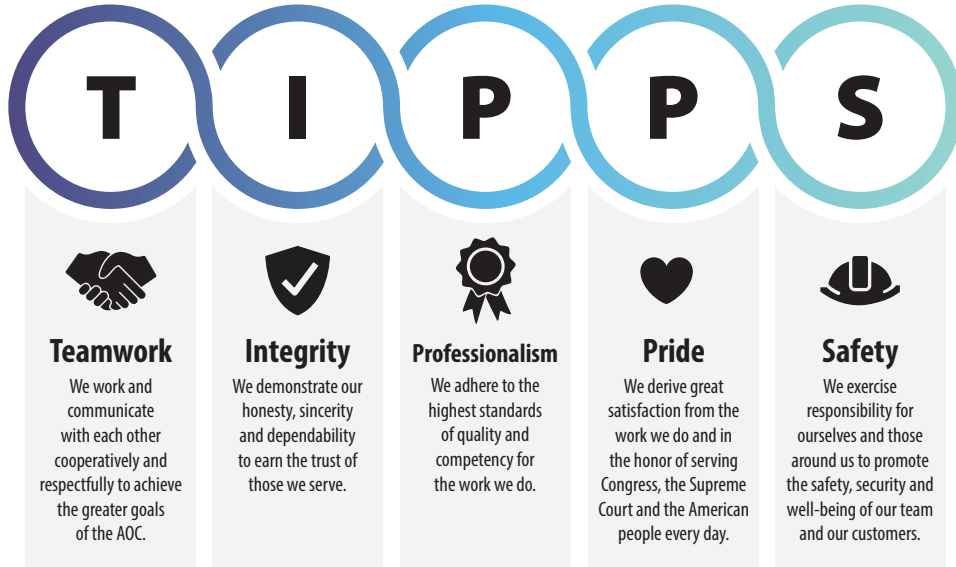 T I P P S
Teamwork
We work and
communicate
with each other
cooperatively and
respectfully to achieve
the greater goals
of the AOC.
Integrity
We demonstrate our
honesty, sincerity
and dependability
to earn the trust of
those we serve.
Professionalism
We adhere to the
highest standards
of quality and
competency for
the work we do.
Pride
We derive great
satisfaction from the
work we do and in
the honor of serving
Congress, the Supreme
Court and the American
people every day.
Safety
We exercise
responsibility for
ourselves and those
around us to promote
the safety, security and
well-being of our team
and our customers.